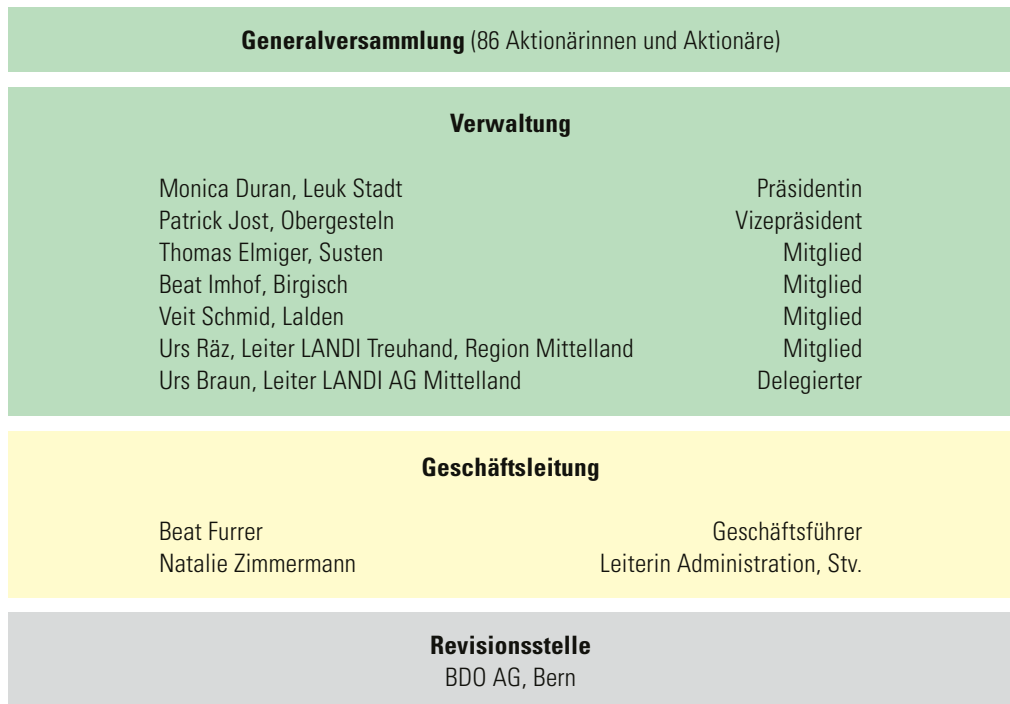 Generalversammlung (86 Aktionärinnen und Aktionäre)
Verwaltung
Monica Duran, Leuk Stadt Präsidentin
Patrick Jost, Obergesteln Vizepräsident
Thomas Elmiger, Susten Mitglied
Beat Imhof, Birgisch Mitglied
Veit Schmid, Lalden Mitglied
Urs Räz, Leiter LANDI Treuhand, Region Mittelland Mitglied
Urs Braun, Leiter LANDI AG Mittelland Delegierter
Geschäftsleitung
Beat Furrer Geschäftsführer
Natalie Zimmermann Leiterin Administration, Stv.
Revisionsstelle
BDO AG, Bern